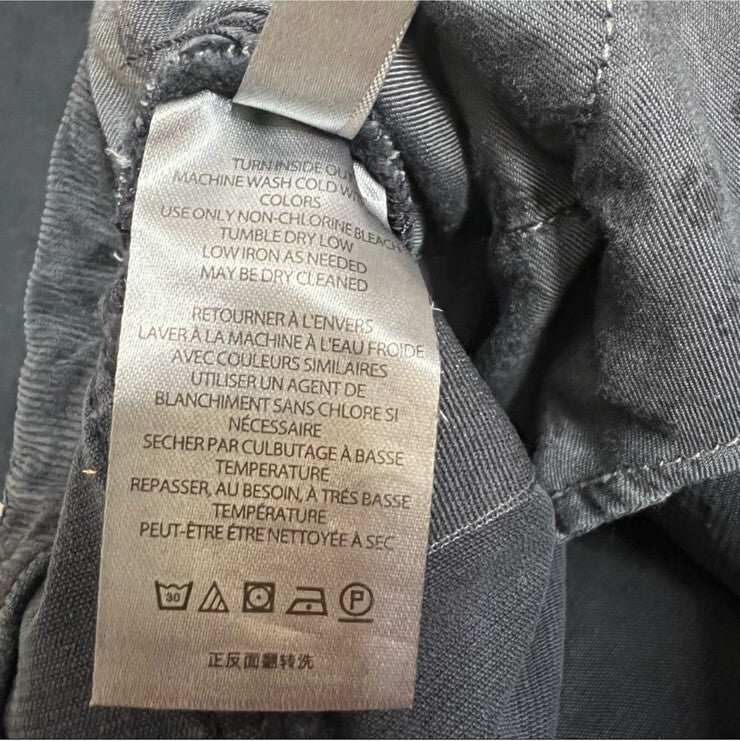 TURN INSIDE OUT
MACHINE WASH COLD
COLORS
USE ONLY NON-CHLORINE BLEACH
TUMBLE DRY LOW
LOW IRON AS NEEDED
MAY BE DRY CLEANED
RETOURNER À L'ENVERS
LAVER À LA MACHINE À L'EAU FROIDE
AVEC COULEURS SIMILAIRES
UTILISER UN AGENT DE
BLANCHIMENT SANS CHLORE SI
NÉCESSAIRE
SECHER PAR CULBUTAGE À BASSE
TEMPERATURE
REPASSER, AU BESOIN, À TRÉS BASSE
TEMPÉRATURE
PEUT-ÊTRE ÊTRE NETTOYÉE À SEC
30 P
正反面翻转洗